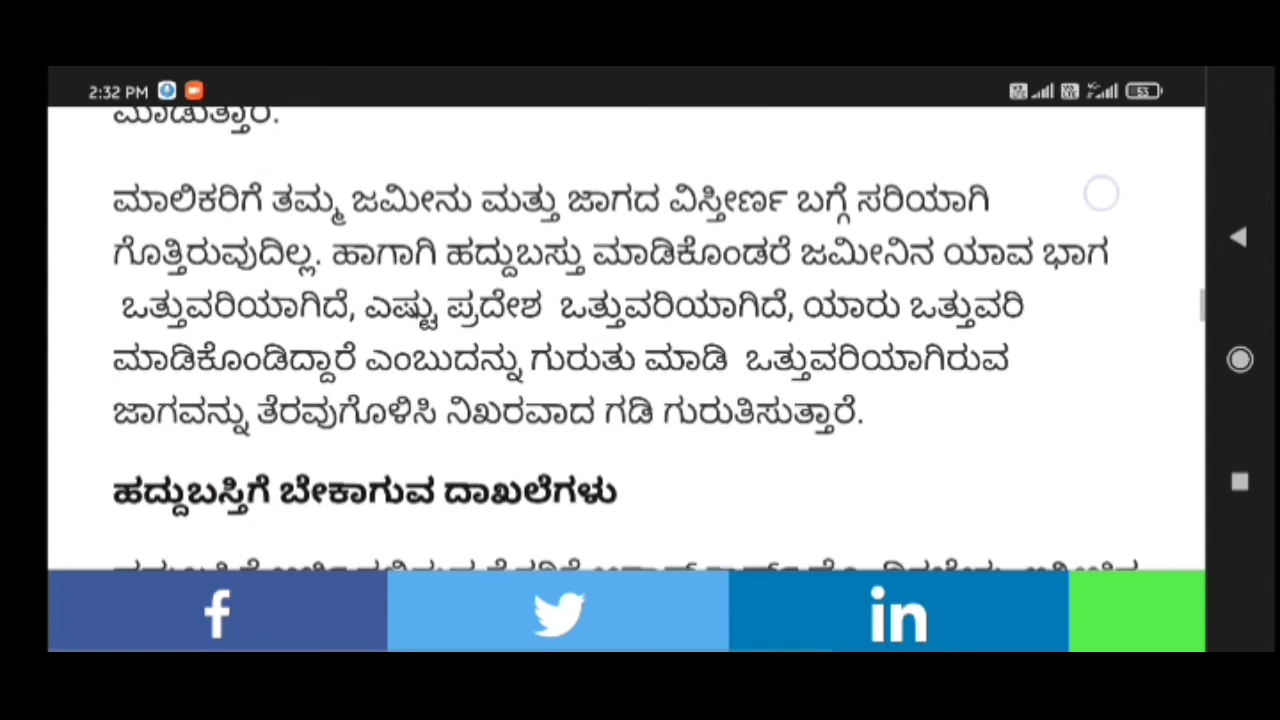 2:32 PM
53
ಮಾಡುತ್ತಾರೆ.
ಮಾಲಿಕರಿಗೆ ತಮ್ಮ ಜಮೀನು ಮತ್ತು ಜಾಗದ ವಿಸ್ತೀರ್ಣ ಬಗ್ಗೆ ಸರಿಯಾಗಿ
ಗೊತ್ತಿರುವುದಿಲ್ಲ. ಹಾಗಾಗಿ ಹದ್ದುಬಸ್ತು ಮಾಡಿಕೊಂಡರೆ ಜಮೀನಿನ ಯಾವ ಭಾಗ
ಒತ್ತುವರಿಯಾಗಿದೆ, ಎಷ್ಟು ಪ್ರದೇಶ ಒತ್ತುವರಿಯಾಗಿದೆ, ಯಾರು ಒತ್ತುವರಿ
ಮಾಡಿಕೊಂಡಿದ್ದಾರೆ ಎಂಬುದನ್ನು ಗುರುತು ಮಾಡಿ ಒತ್ತುವರಿಯಾಗಿರುವ
ಜಾಗವನ್ನು ತೆರವುಗೊಳಿಸಿ ನಿಖರವಾದ ಗಡಿ ಗುರುತಿಸುತ್ತಾರೆ.
ಹದ್ದುಬಸ್ತಿಗೆ ಬೇಕಾಗುವ ದಾಖಲೆಗಳು